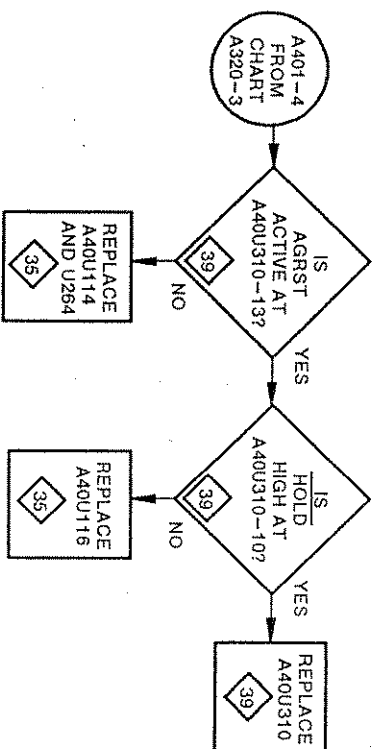 A401-4
FROM
CHART
A320-3
IS
AGRST
ACTIVE AT
A40U310-13?
39
YES
NO
REPLACE
A40U114
AND U264
35
IS
HOLD
HIGH AT
A40U310-10?
39
YES
NO
REPLACE
A40U116
35
REPLACE
A40U310
39